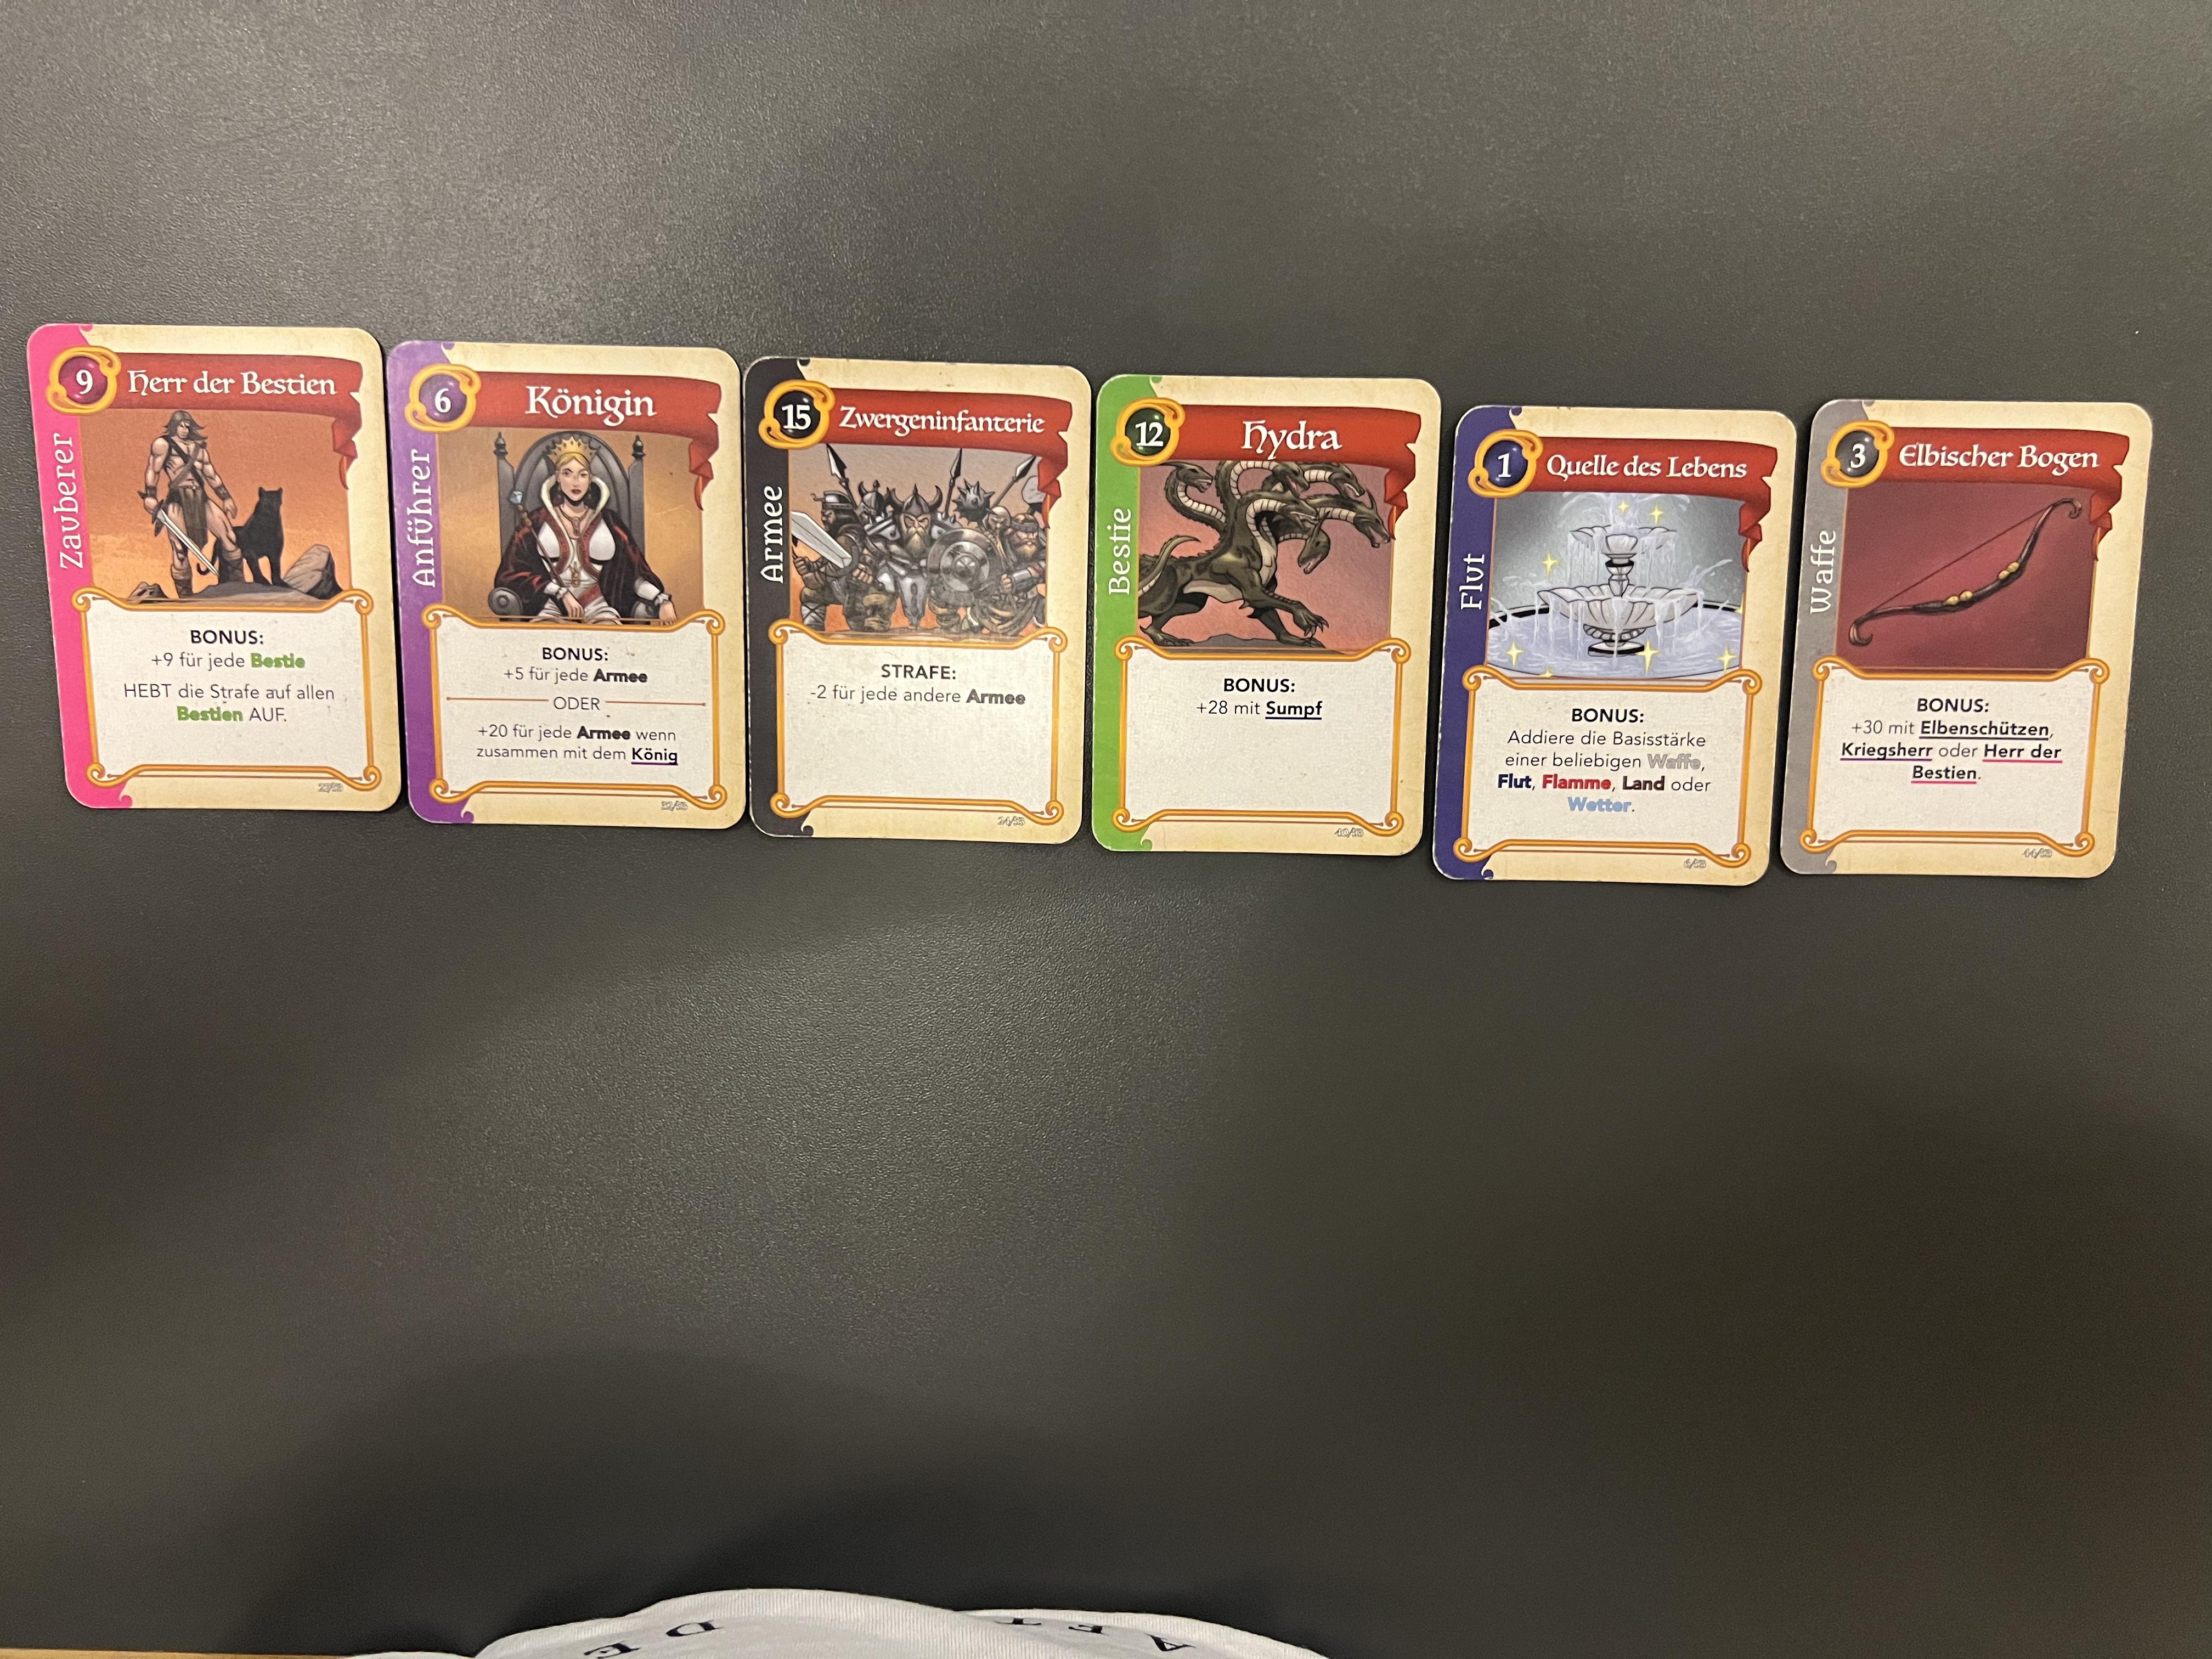 Zauberer
9
Herr der Bestien
BONUS:
+9 für jede Bestie
HEBT die Strafe auf allen
Bestien AUF.
Anführer
6
Königin
BONUS:
+5 für jede Armee
ODER
+20 für jede Armee wenn
zusammen mit dem König
Armee
15
Zwergeninfanterie
STRAFE:
-2 für jede andere Armee
Bestie
12
Hydra
BONUS:
+28 mit Sumpf
Flut
1
Quelle des Lebens
BONUS:
Addiere die Basisstärke
einer beliebigen Waffe,
Flut, Flamme, Land oder
Wetter.
6/53
Waffe
3
Elbischer Bogen
BONUS:
+30 mit Elbenschützen,
Kriegsherr oder Herr der
Bestien.
44/53